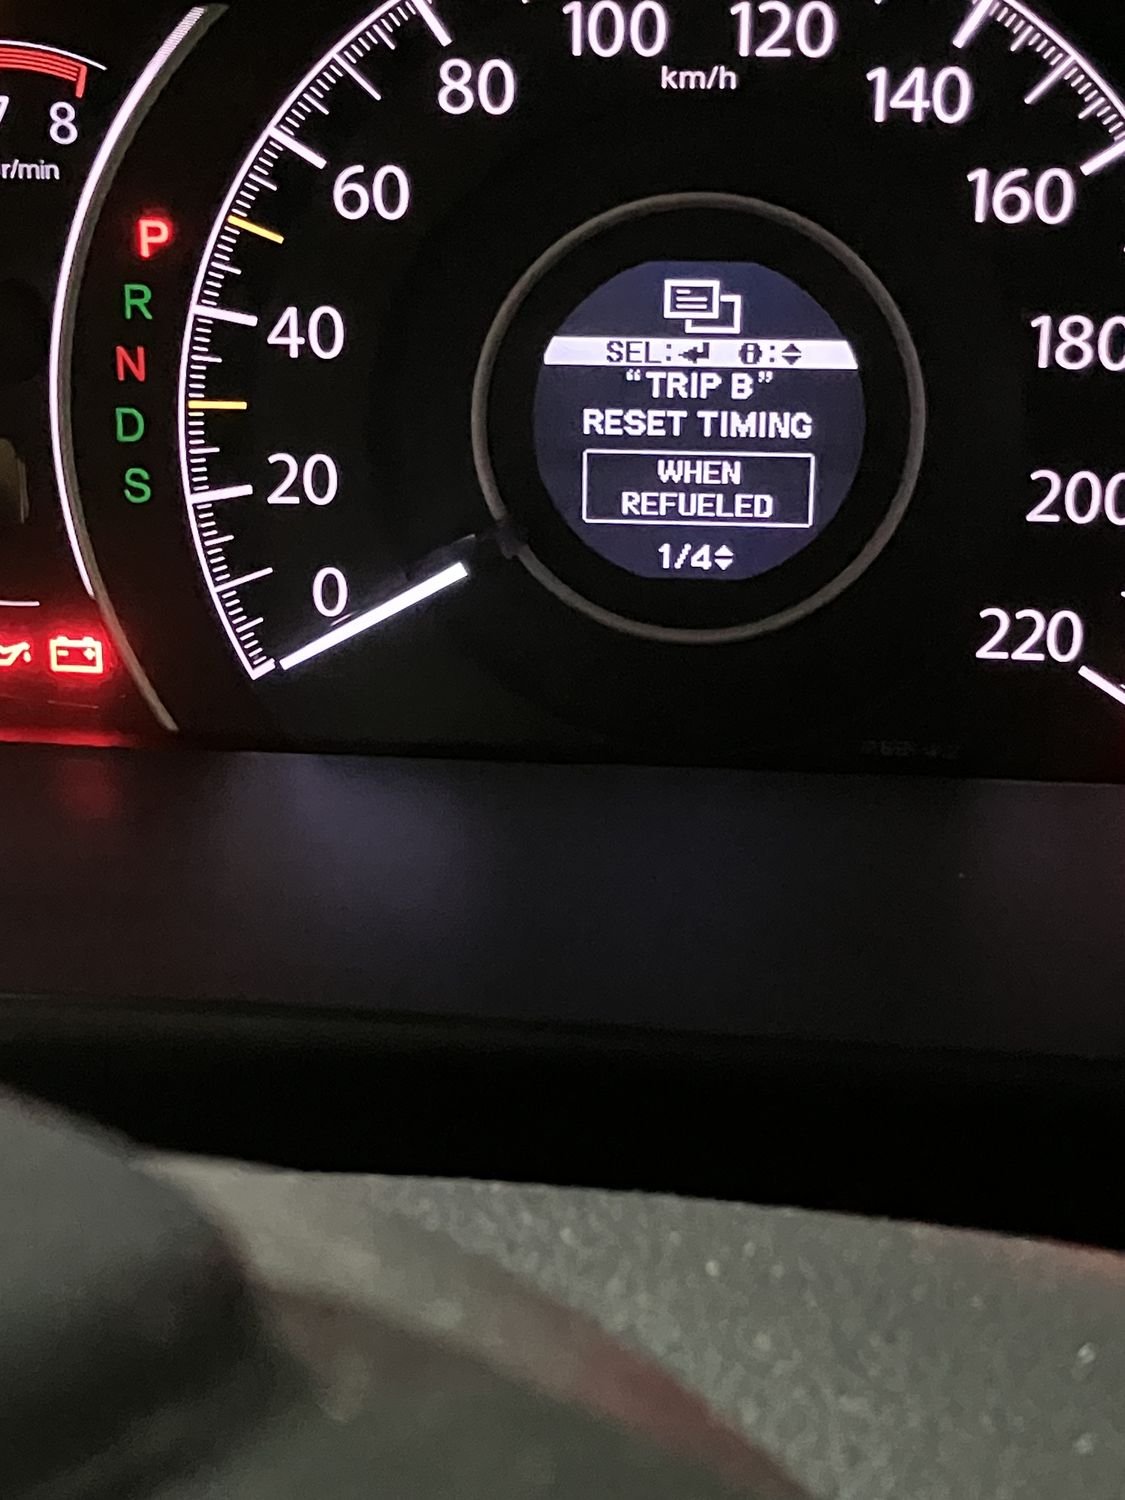 100 120
km/h
80
140
8
r/min
60
160
P
R
N
D
S
40
180
20
200
0
220
SEL: :
“TRIP B”
RESET TIMING
WHEN
REFUELED
1/4